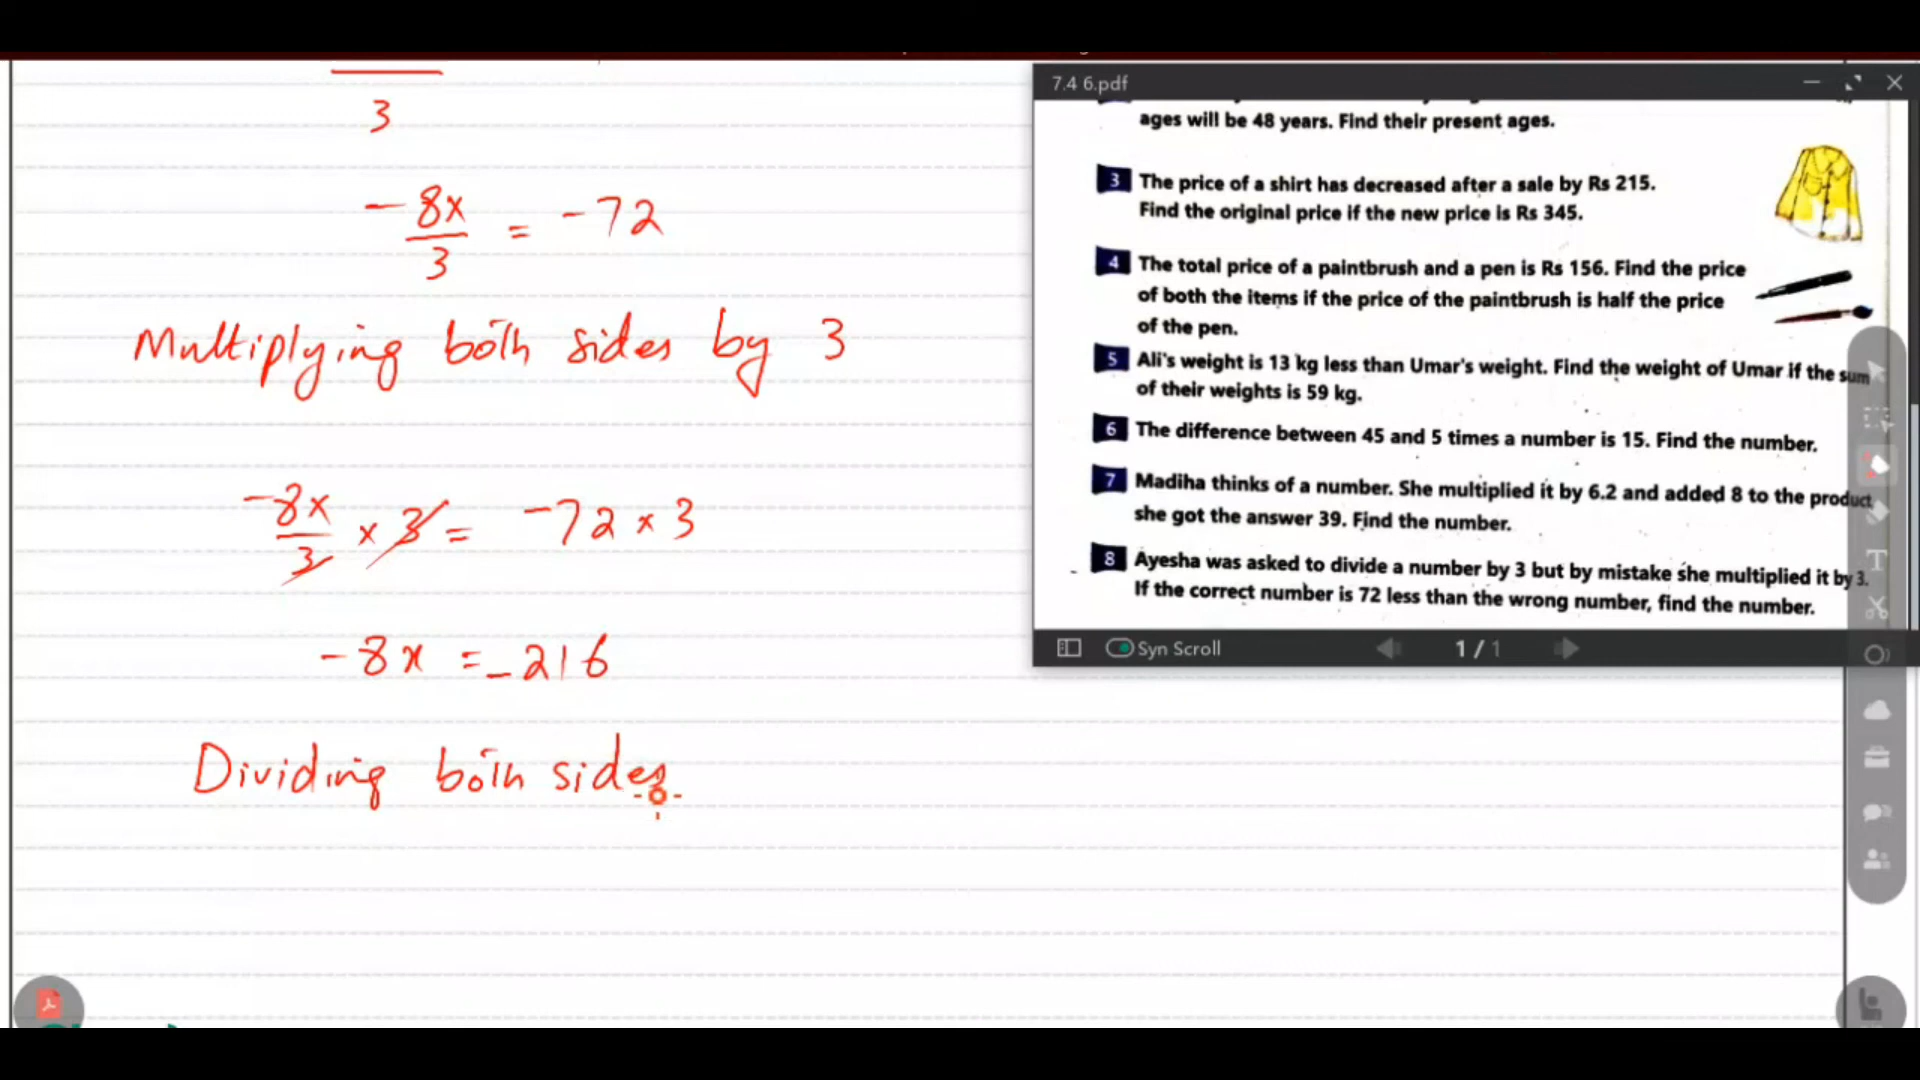 3
-8x/3 = -72
Multiplying both sides by 3
-8x/3 × 3 = -72 × 3
-8x = -216
Dividing both sides
7.4 6.pdf
ages will be 48 years. Find their present ages.
3 The price of a shirt has decreased after a sale by Rs 215.
Find the original price if the new price is Rs 345.
4 The total price of a paintbrush and a pen is Rs 156. Find the price
of both the items if the price of the paintbrush is half the price
of the pen.
5 Ali's weight is 13 kg less than Umar's weight. Find the weight of Umar if the sum
of their weights is 59 kg.
6 The difference between 45 and 5 times a number is 15. Find the number.
7 Madiha thinks of a number. She multiplied it by 6.2 and added 8 to the product
she got the answer 39. Find the number.
8 Ayesha was asked to divide a number by 3 but by mistake she multiplied it by 3.
If the correct number is 72 less than the wrong number, find the number.
Syn Scroll
1 / 1
T